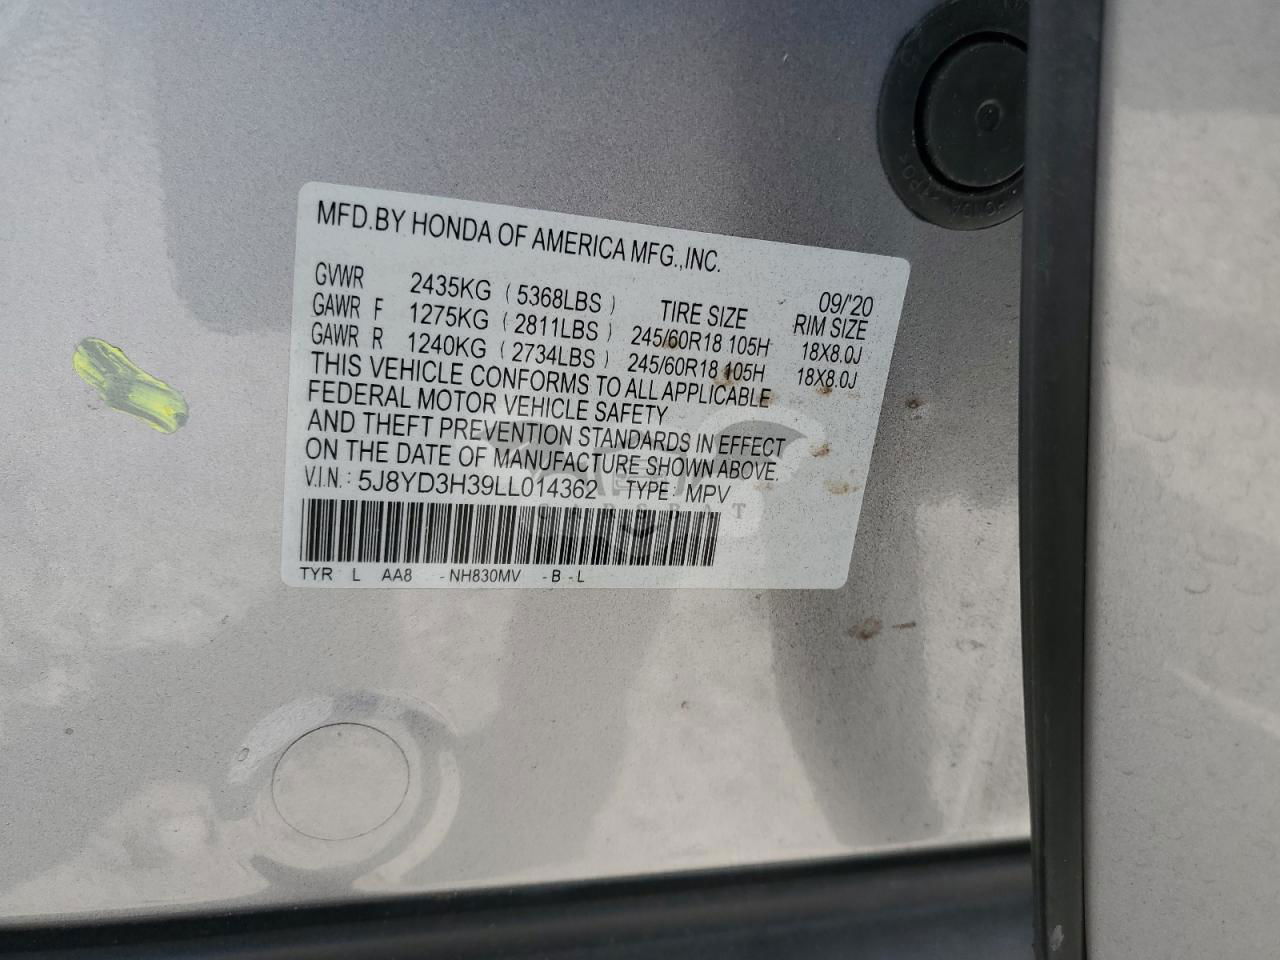 MFD.BY HONDA OF AMERICA MFG.,INC.
09/'20
GVWR 2435KG ( 5368LBS ) TIRE SIZE RIM SIZE
GAWR F 1275KG ( 2811LBS ) 245/60R18 105H 18X8.0J
GAWR R 1240KG ( 2734LBS ) 245/60R18 105H 18X8.0J
THIS VEHICLE CONFORMS TO ALL APPLICABLE
FEDERAL MOTOR VEHICLE SAFETY
AND THEFT PREVENTION STANDARDS IN EFFECT
ON THE DATE OF MANUFACTURE SHOWN ABOVE.
V.I.N.: 5J8YD3H39LL014362 TYPE: MPV
TYR L AA8 -NH830MV -B -L
HONDA